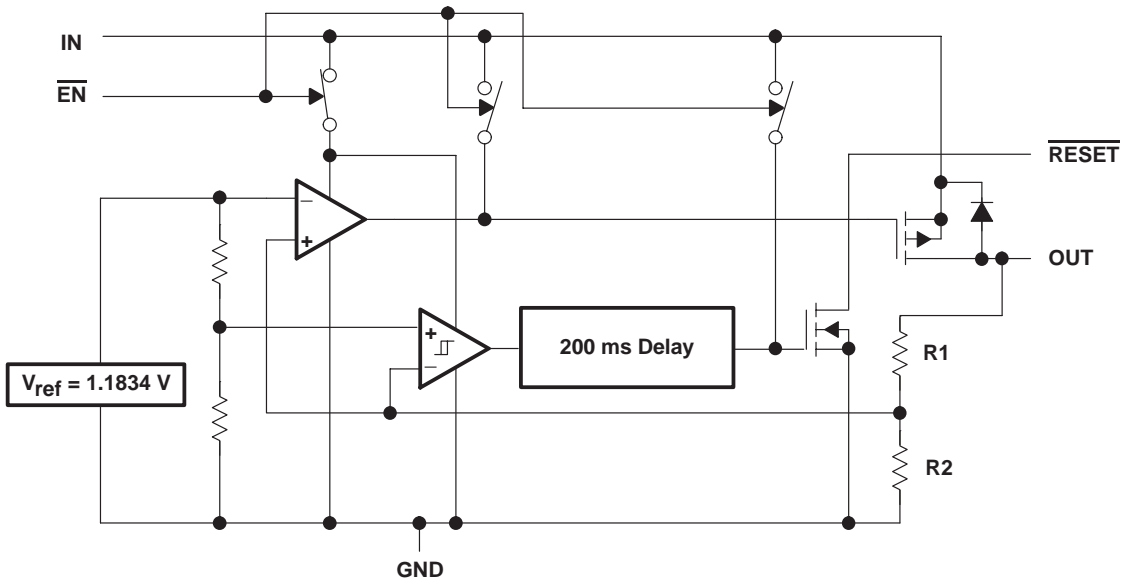 IN
EN
RESET
−
+
OUT
+
−
200 ms Delay
R1
Vref = 1.1834 V
R2
GND